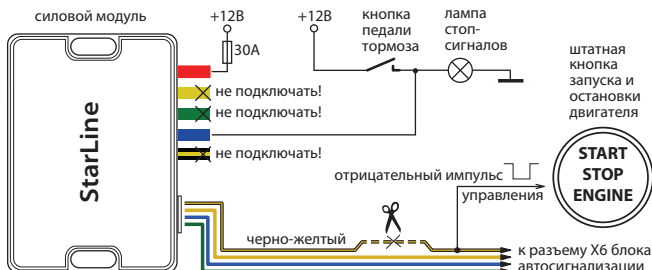 силовой модуль
+12В
30А
+12В
кнопка
педали
тормоза
лампа
стоп-
сигналов
штатная
кнопка
запуска и
остановки
двигателя
не подключать!
не подключать!
не подключать!
StarLine
START
STOP
ENGINE
отрицательный импульс
управления
черно-желтый
к разъему X6 блока
автосигнализации